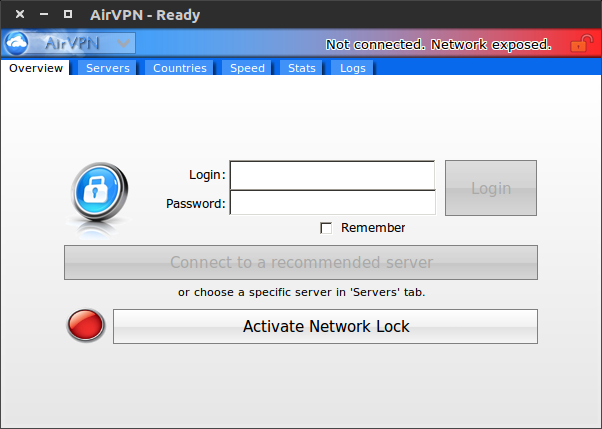 AirVPN - Ready
AirVPN
Not connected. Network exposed.
Overview Servers Countries Speed Stats Logs
Login:
Login
Password:
Remember
Connect to a recommended server
or choose a specific server in 'Servers' tab.
Activate Network Lock